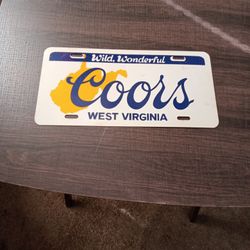 Wild, Wonderful
Coors
WEST VIRGINIA